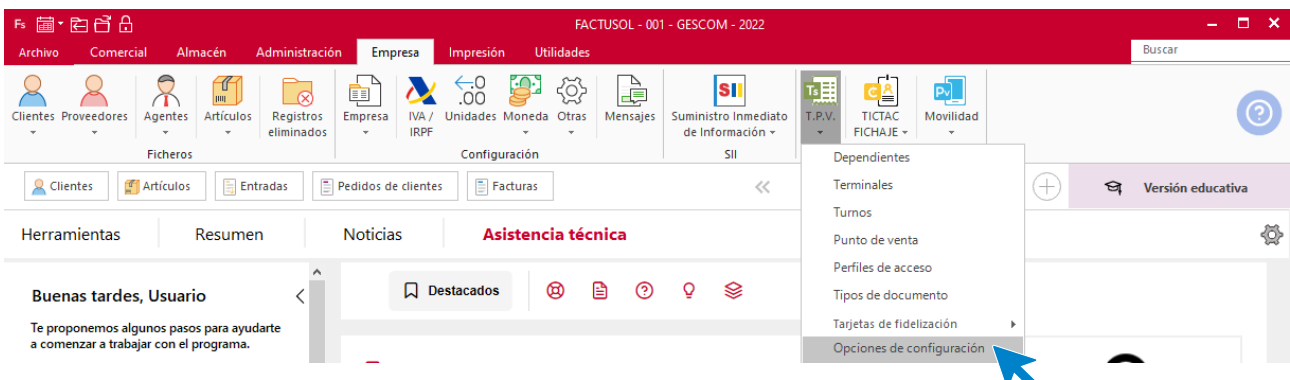 Fs
FACTUSOL - 001 - GESCOM - 2022
Archivo Comercial Almacén Administración Empresa Impresión Utilidades
Buscar
Clientes Proveedores Agentes Artículos Registros eliminados
Empresa IVA / IRPF Unidades Moneda Otras Mensajes
Suministro Inmediato de Información
T.P.V. TICTAC FICHAJE Movilidad
Ficheros Configuración SII
Clientes Artículos Entradas Pedidos de clientes Facturas
Versión educativa
Dependientes
Terminales
Turnos
Punto de venta
Perfiles de acceso
Tipos de documento
Tarjetas de fidelización
Opciones de configuración
Herramientas Resumen Noticias Asistencia técnica
Buenas tardes, Usuario
Te proponemos algunos pasos para ayudarte
a comenzar a trabajar con el programa.
Destacados